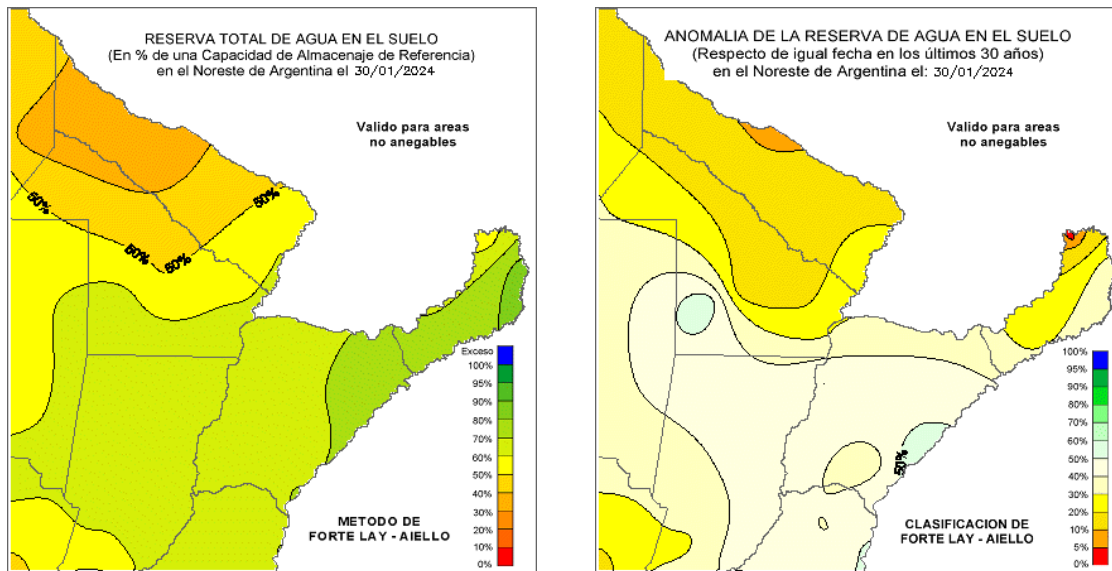 RESERVA TOTAL DE AGUA EN EL SUELO
(En % de una Capacidad de Almacenaje de Referencia)
en el Noreste de Argentina el 30/01/2024
Valido para areas
no anegables
50%
50%
50%
50%
Exceso
100%
95%
90%
80%
70%
60%
50%
40%
30%
20%
10%
0%
METODO DE
FORTE LAY - AIELLO
ANOMALIA DE LA RESERVA DE AGUA EN EL SUELO
(Respecto de igual fecha en los últimos 30 años)
en el Noreste de Argentina el: 30/01/2024
Valido para areas
no anegables
50%
100%
95%
90%
80%
70%
60%
50%
40%
30%
20%
10%
5%
0%
CLASIFICACION DE
FORTE LAY - AIELLO